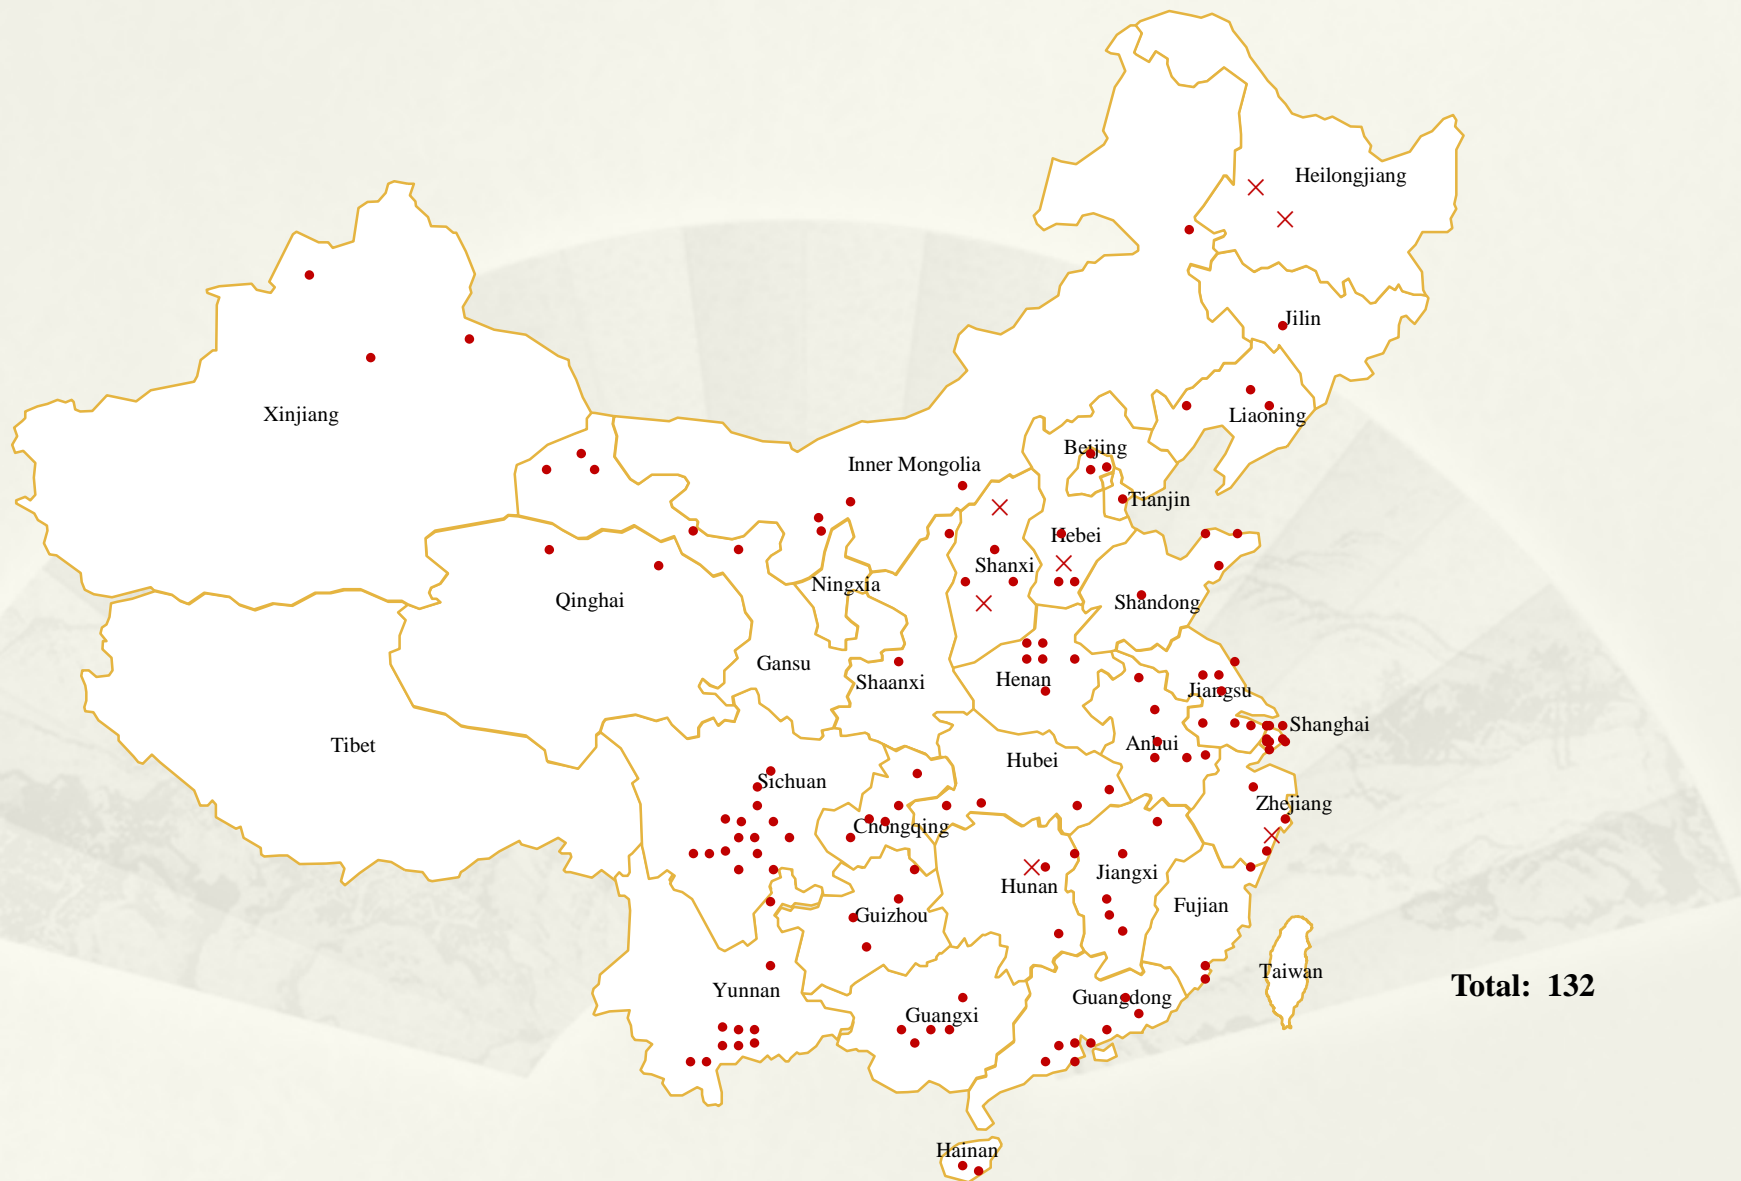 Heilongjiang
Jilin
Xinjiang
Liaoning
Beijing
Inner Mongolia
Tianjin
Hebei
Shanxi
Ningxia
Qinghai
Shandong
Gansu
Shaanxi
Henan
Jiangsu
Shanghai
Tibet
Anhui
Hubei
Sichuan
Zhejiang
Chongqing
Jiangxi
Hunan
Guizhou
Fujian
Taiwan
Total: 132
Yunnan
Guangdong
Guangxi
Hainan